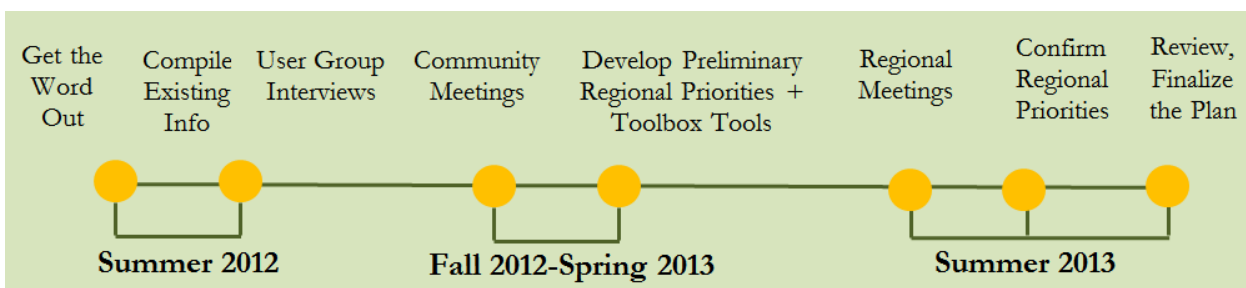 Get the
Word
Out
Compile
Existing
Info
User Group
Interviews
Community
Meetings
Develop Preliminary
Regional Priorities +
Toolbox Tools
Regional
Meetings
Confirm
Regional
Priorities
Review,
Finalize
the Plan
Summer 2012
Fall 2012-Spring 2013
Summer 2013